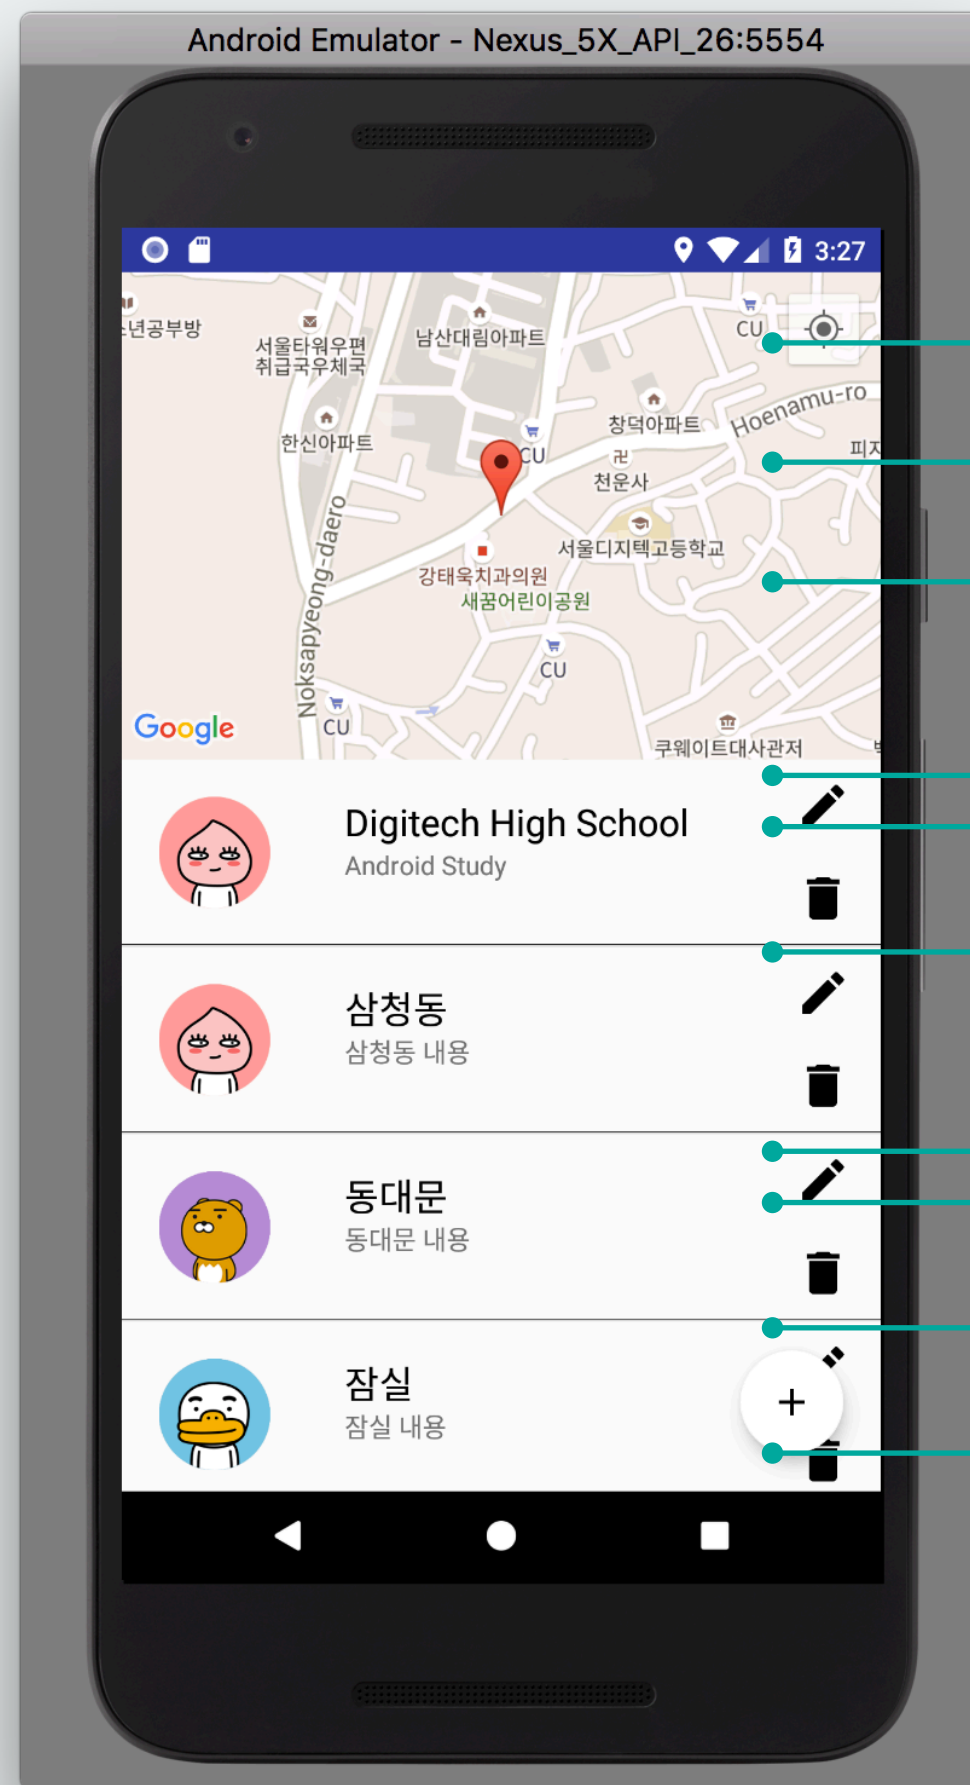 Android Emulator - Nexus_5X_API_26:5554
3:27
년공부방
서울타워우편
취급국우체국
남산대림아파트
CU
한신아파트
창덕아파트
Hoenamu-ro
CU
천운사
피자
서울디지텍고등학교
Noksapyeong-daero
강태욱치과의원
새꿈어린이공원
CU
CU
Google
쿠웨이트대사관저
Digitech High School
Android Study
삼청동
삼청동 내용
동대문
동대문 내용
잠실
잠실 내용